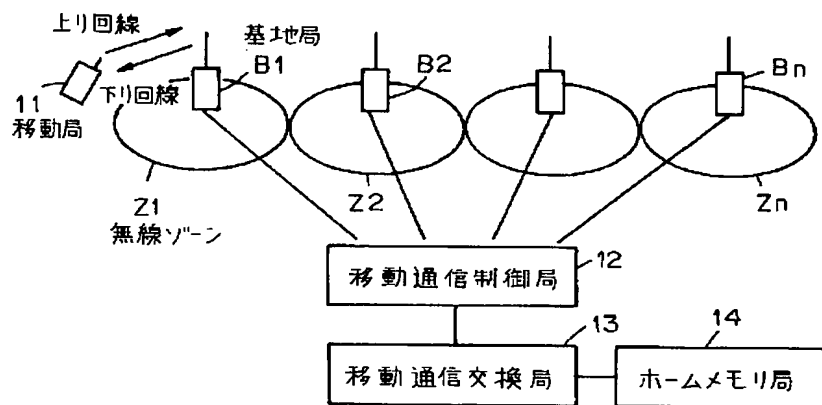 上り回線
基地局
B1
B2
Bn
11
移動局
下り回線
Z1
無線ゾーン
Z2
Zn
12
移動通信制御局
13
移動通信交換局
14
ホームメモリ局